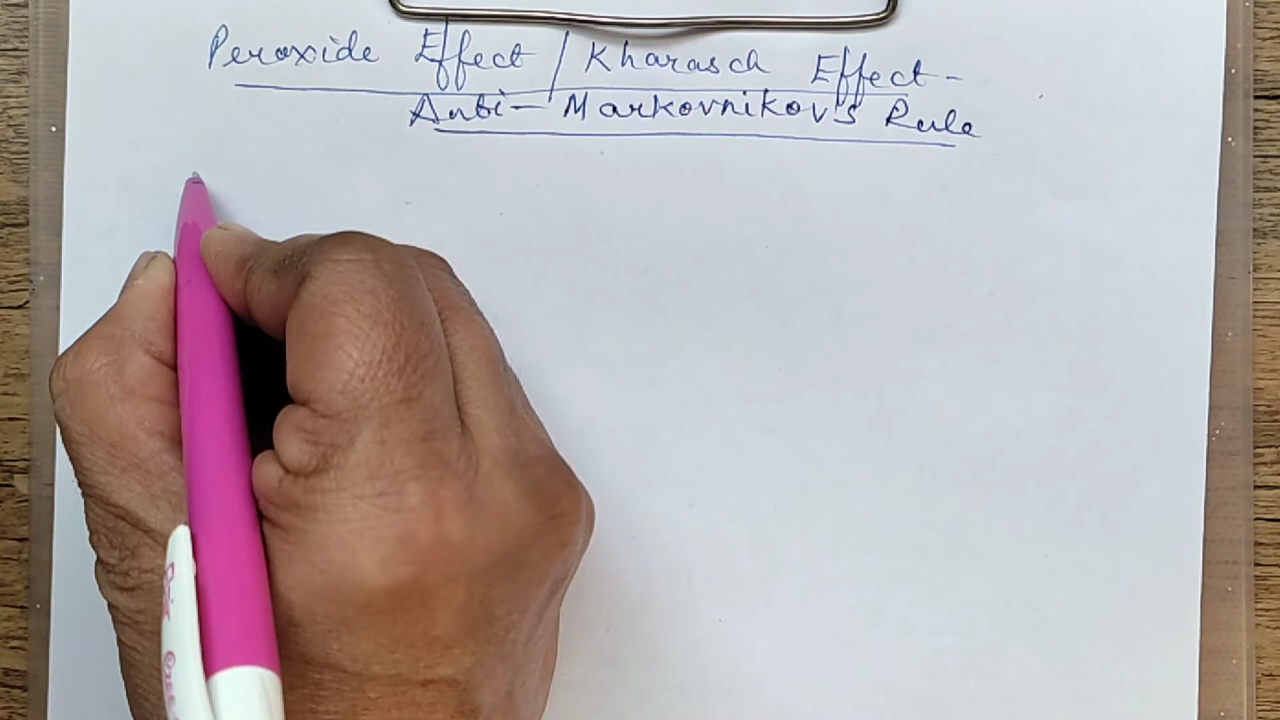 Peroxide Effect / Kharasch Effect -
Anti - Markovnikov's Rule